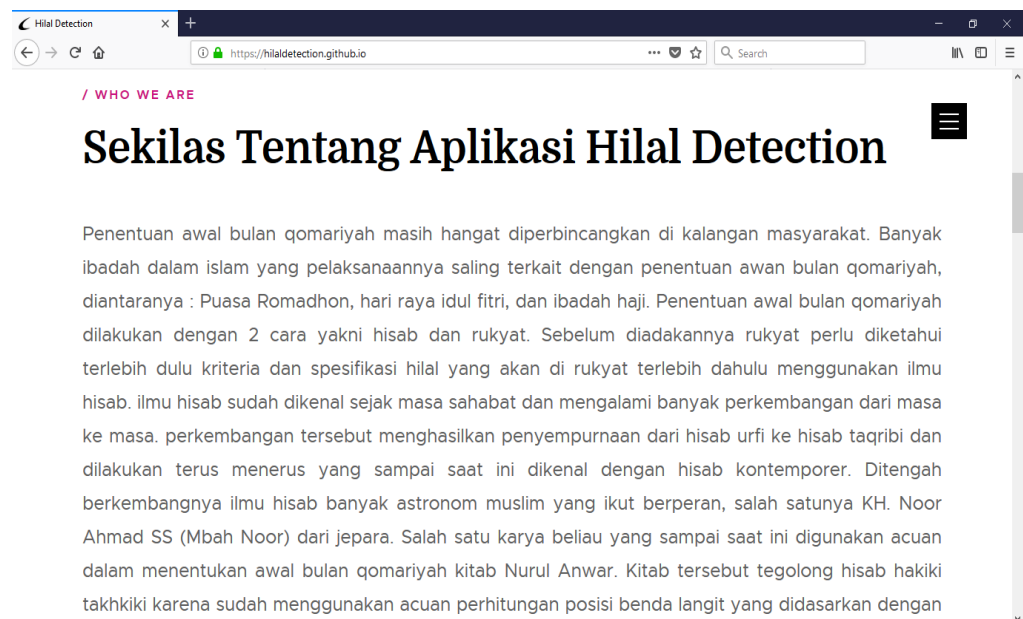 Hilal Detection
https://hilaldetection.github.io
Search
/ WHO WE ARE
Sekilas Tentang Aplikasi Hilal Detection
Penentuan awal bulan qomariyah masih hangat diperbincangkan di kalangan masyarakat. Banyak
ibadah dalam islam yang pelaksanaannya saling terkait dengan penentuan awan bulan qomariyah,
diantaranya : Puasa Romadhon, hari raya idul fitri, dan ibadah haji. Penentuan awal bulan qomariyah
dilakukan dengan 2 cara yakni hisab dan rukyat. Sebelum diadakannya rukyat perlu diketahui
terlebih dulu kriteria dan spesifikasi hilal yang akan di rukyat terlebih dahulu menggunakan ilmu
hisab. ilmu hisab sudah dikenal sejak masa sahabat dan mengalami banyak perkembangan dari masa
ke masa. perkembangan tersebut menghasilkan penyempurnaan dari hisab urfi ke hisab taqribi dan
dilakukan terus menerus yang sampai saat ini dikenal dengan hisab kontemporer. Ditengah
berkembangnya ilmu hisab banyak astronom muslim yang ikut berperan, salah satunya KH. Noor
Ahmad SS (Mbah Noor) dari jepara. Salah satu karya beliau yang sampai saat ini digunakan acuan
dalam menentukan awal bulan qomariyah kitab Nurul Anwar. Kitab tersebut tegolong hisab hakiki
takhkiki karena sudah menggunakan acuan perhitungan posisi benda langit yang didasarkan dengan